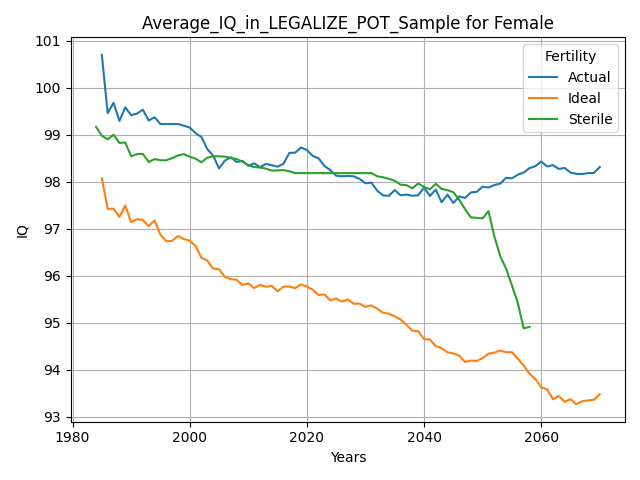 Average_IQ_in_LEGALIZE_POT_Sample for Female
101
100
99
98
97
96
95
94
93
IQ
1980
2000
2020
2040
2060
Years
Fertility
Actual
Ideal
Sterile